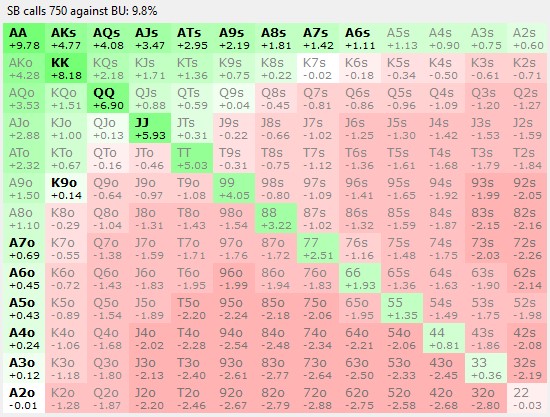 SB calls 750 against BU: 9.8%
AA AKs AQs AJs ATs A9s A8s A7s A6s A5s A4s A3s A2s
+9.78 +4.77 +4.08 +3.47 +2.95 +2.19 +1.81 +1.42 +1.11 +1.13 +0.90 +0.75 +0.60
AKo KK KQs KJs KTs K9s K8s K7s K6s K5s K4s K3s K2s
+4.28 +8.18 +2.18 +1.71 +1.36 +0.75 +0.22 -0.02 -0.18 -0.34 -0.50 -0.61 -0.71
AQo KQo QQ QJs QTs Q9s Q8s Q7s Q6s Q5s Q4s Q3s Q2s
+3.53 +1.51 +6.90 +0.88 +0.59 +0.04 -0.45 -0.81 -0.86 -0.96 -1.09 -1.20 -1.27
AJo KJo QJo JJ JTs J9s J8s J7s J6s J5s J4s J3s J2s
+2.88 +1.00 +0.13 +5.93 +0.31 -0.22 -0.66 -1.02 -1.25 -1.30 -1.42 -1.53 -1.59
ATo KTo QTo JTo TT T9s T8s T7s T6s T5s T4s T3s T2s
+2.32 +0.67 -0.16 -0.46 +5.03 -0.31 -0.75 -1.12 -1.36 -1.61 -1.68 -1.79 -1.84
A9o K9o Q9o J9o T9o 99 98s 97s 96s 95s 94s 93s 92s
+1.50 +0.14 -0.64 -0.97 -1.08 +4.05 -0.80 -1.09 -1.41 -1.65 -1.92 -1.99 -2.05
A8o K8o Q8o J8o T8o 98o 88 87s 86s 85s 84s 83s 82s
+1.10 -0.29 -1.04 -1.31 -1.43 -1.54 +3.22 -1.02 -1.32 -1.59 -1.87 -2.15 -2.16
A7o K7o Q7o J7o T7o 97o 87o 77 76s 75s 74s 73s 72s
+0.69 -0.55 -1.38 -1.59 -1.71 -1.76 -1.72 +2.51 -1.16 -1.48 -1.75 -2.03 -2.26
A6o K6o Q6o J6o T6o 96o 86o 76o 66 65s 64s 63s 62s
+0.45 -0.72 -1.43 -1.83 -1.95 -1.99 -1.94 -1.83 +1.93 -1.36 -1.63 -1.90 -2.14
A5o K5o Q5o J5o T5o 95o 85o 75o 65o 55 54s 53s 52s
+0.43 -0.89 -1.54 -1.89 -2.20 -2.24 -2.18 -2.06 -1.95 +1.35 -1.49 -1.75 -1.98
A4o K4o Q4o J4o T4o 94o 84o 74o 64o 54o 44 43s 42s
+0.24 -1.06 -1.68 -2.02 -2.28 -2.54 -2.48 -2.34 -2.21 -2.06 +0.81 -1.86 -2.08
A3o K3o Q3o J3o T3o 93o 83o 73o 63o 53o 43o 33 32s
+0.12 -1.18 -1.80 -2.13 -2.40 -2.61 -2.77 -2.64 -2.50 -2.33 -2.45 +0.36 -2.19
A2o K2o Q2o J2o T2o 92o 82o 72o 62o 52o 42o 32o 22
-0.01 -1.28 -1.87 -2.20 -2.46 -2.67 -2.79 -2.88 -2.75 -2.58 -2.68 -2.80 -0.03